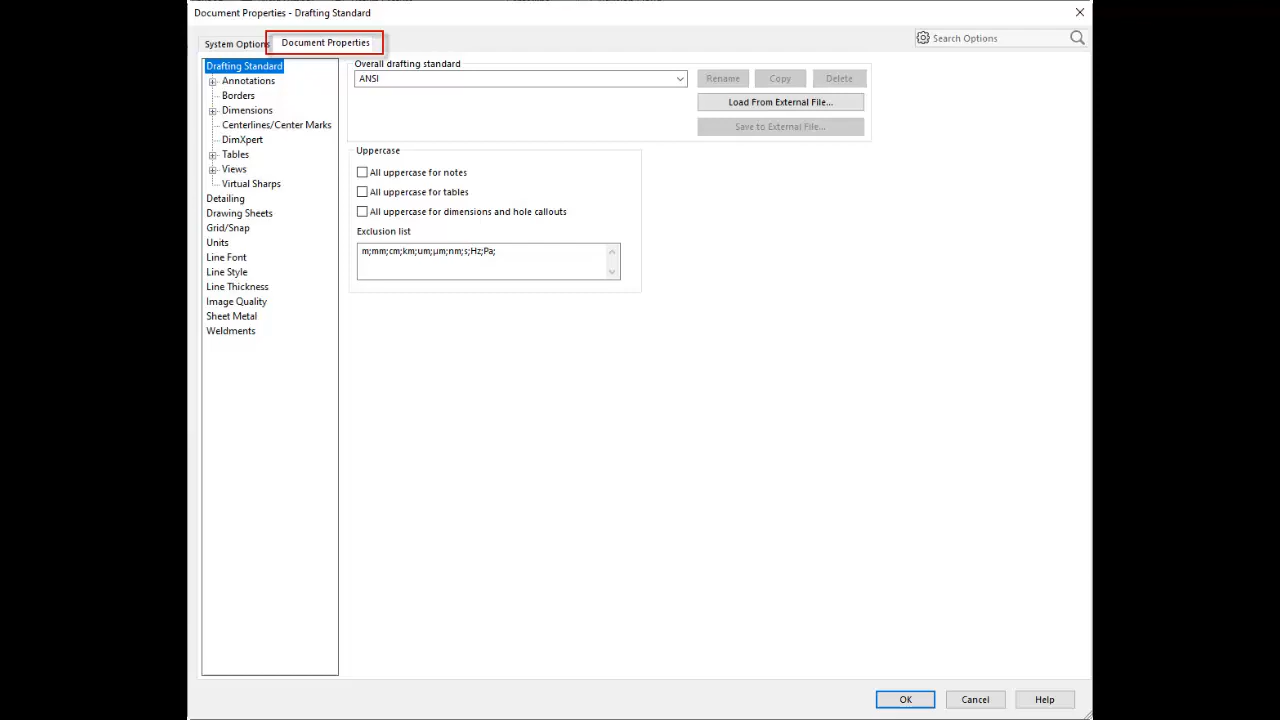 Document Properties - Drafting Standard
System Options
Document Properties
Search Options
Drafting Standard
Annotations
Borders
Dimensions
Centerlines/Center Marks
DimXpert
Tables
Views
Virtual Sharps
Detailing
Drawing Sheets
Grid/Snap
Units
Line Font
Line Style
Line Thickness
Image Quality
Sheet Metal
Weldments
Overall drafting standard
ANSI
Rename
Copy
Delete
Load From External File...
Save to External File...
Uppercase
All uppercase for notes
All uppercase for tables
All uppercase for dimensions and hole callouts
Exclusion list
m;mm;cm;km;um;µm;nm;s;Hz;Pa;
OK
Cancel
Help